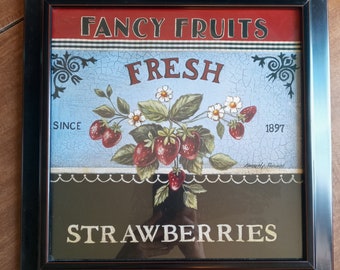 FANCY FRUITS
FRESH
SINCE 1897
STRAWBERRIES